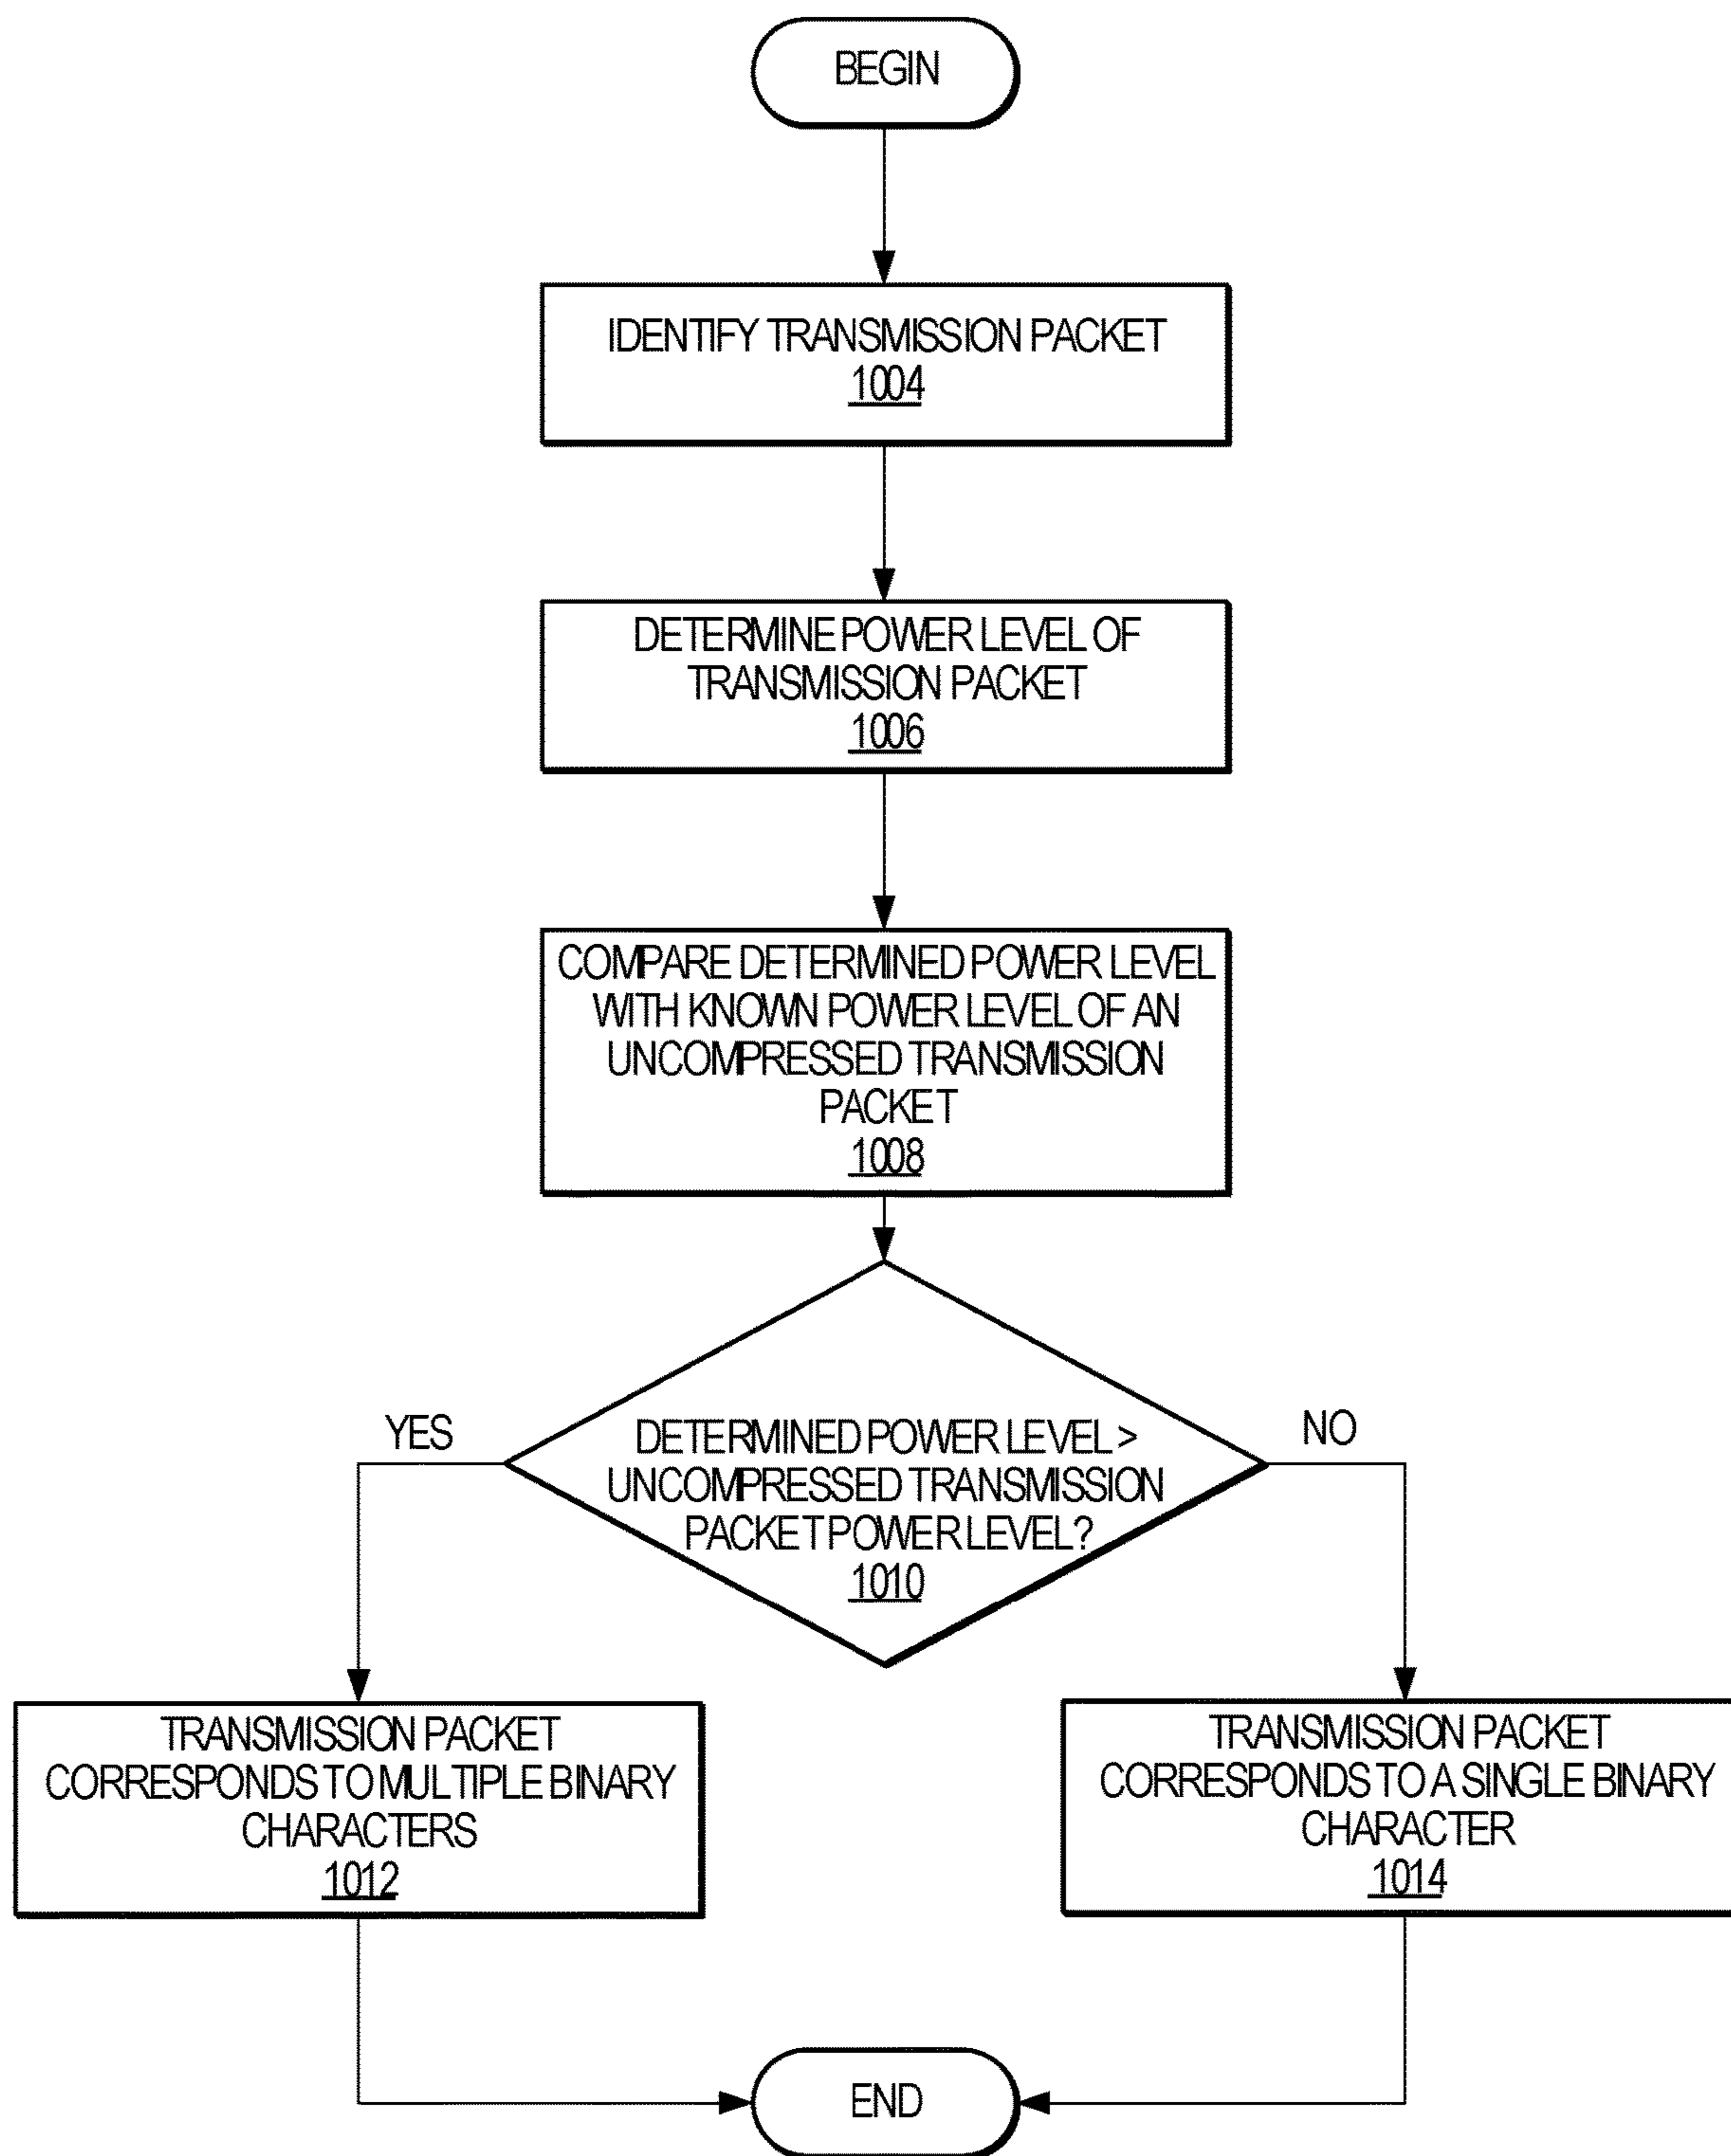 BEGIN
IDENTIFY TRANSMISSION PACKET
1004
DETERMINE POWER LEVEL OF
TRANSMISSION PACKET
1006
COMPARE DETERMINED POWER LEVEL
WITH KNOWN POWER LEVEL OF AN
UNCOMPRESSED TRANSMISSION
PACKET
1008
YES
NO
DETERMINED POWER LEVEL >
UNCOMPRESSED TRANSMISSION
PACKET POWER LEVEL?
1010
TRANSMISSION PACKET
CORRESPONDS TO MULTIPLE BINARY
CHARACTERS
1012
TRANSMISSION PACKET
CORRESPONDS TO A SINGLE BINARY
CHARACTER
1014
END